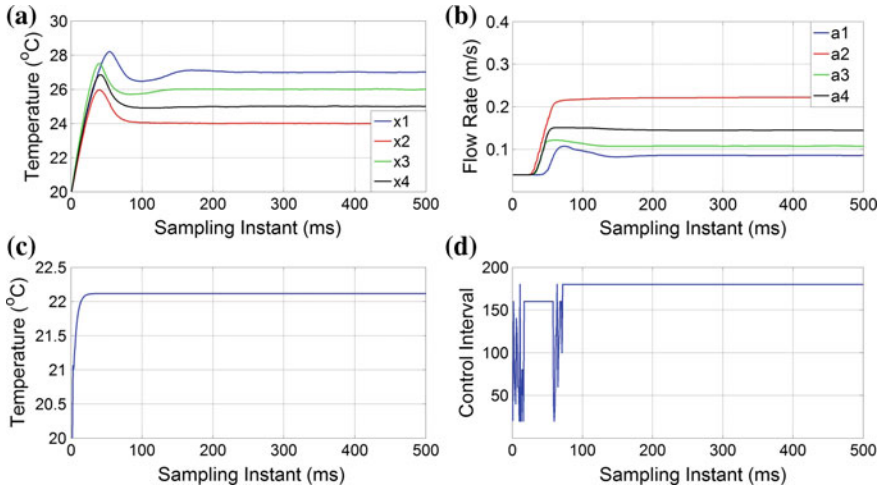 (a)
Temperature (°C)
30
28
26
24
22
20
0
100
200
300
400
500
x1
x2
x3
x4
Sampling Instant (ms)
(b)
Flow Rate (m/s)
0.4
0.3
0.2
0.1
0
100
200
300
400
500
a1
a2
a3
a4
Sampling Instant (ms)
(c)
Temperature (°C)
22.5
22
21.5
21
20.5
20
0
100
200
300
400
500
Sampling Instant (ms)
(d)
Control Interval
200
150
100
50
0
100
200
300
400
500
Sampling Instant (ms)